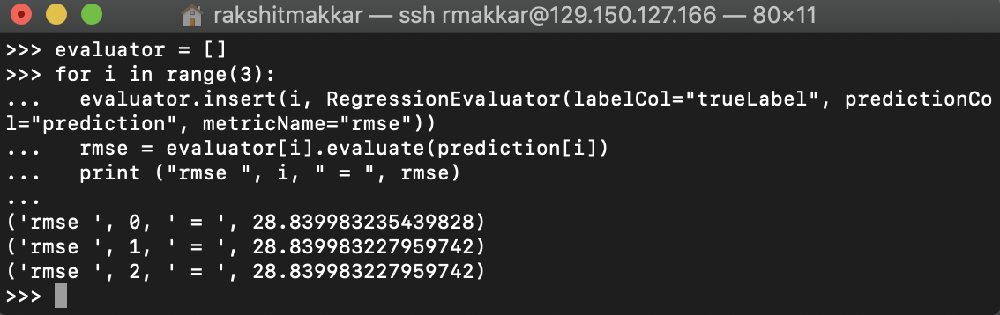 rakshitmakkar — ssh rmakkar@129.150.127.166 — 80×11
>>> evaluator = []
>>> for i in range(3):
...   evaluator.insert(i, RegressionEvaluator(labelCol="trueLabel", predictionCo
l="prediction", metricName="rmse"))
...   rmse = evaluator[i].evaluate(prediction[i])
...   print ("rmse ", i, " = ", rmse)
...
('rmse ', 0, ' = ', 28.839983235439828)
('rmse ', 1, ' = ', 28.839983227959742)
('rmse ', 2, ' = ', 28.839983227959742)
>>>